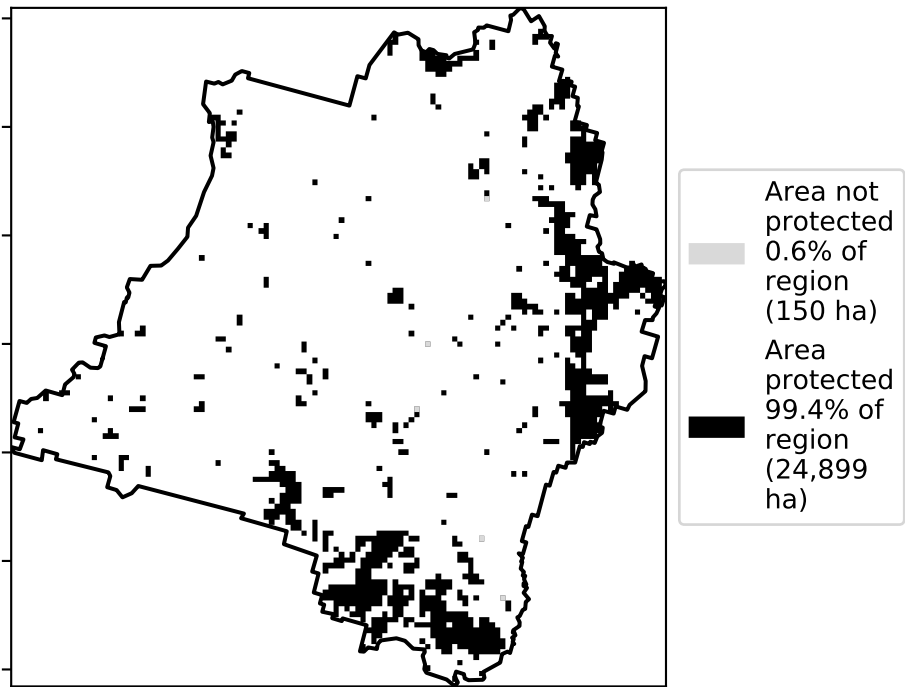 Area not
protected
0.6% of
region
(150 ha)
Area
protected
99.4% of
region
(24,899
ha)